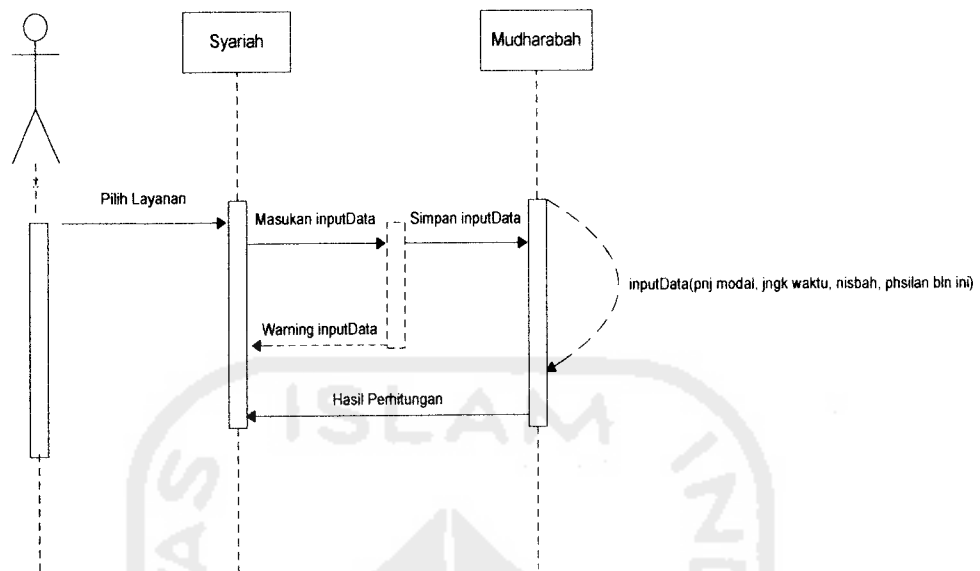 Syariah
Mudharabah
Pilih Layanan
Masukan inputData
Simpan inputData
inputData(pnj modal, jngk waktu, nisbah, phsilan bln ini)
Warning inputData
Hasil Perhitungan
ISLAM